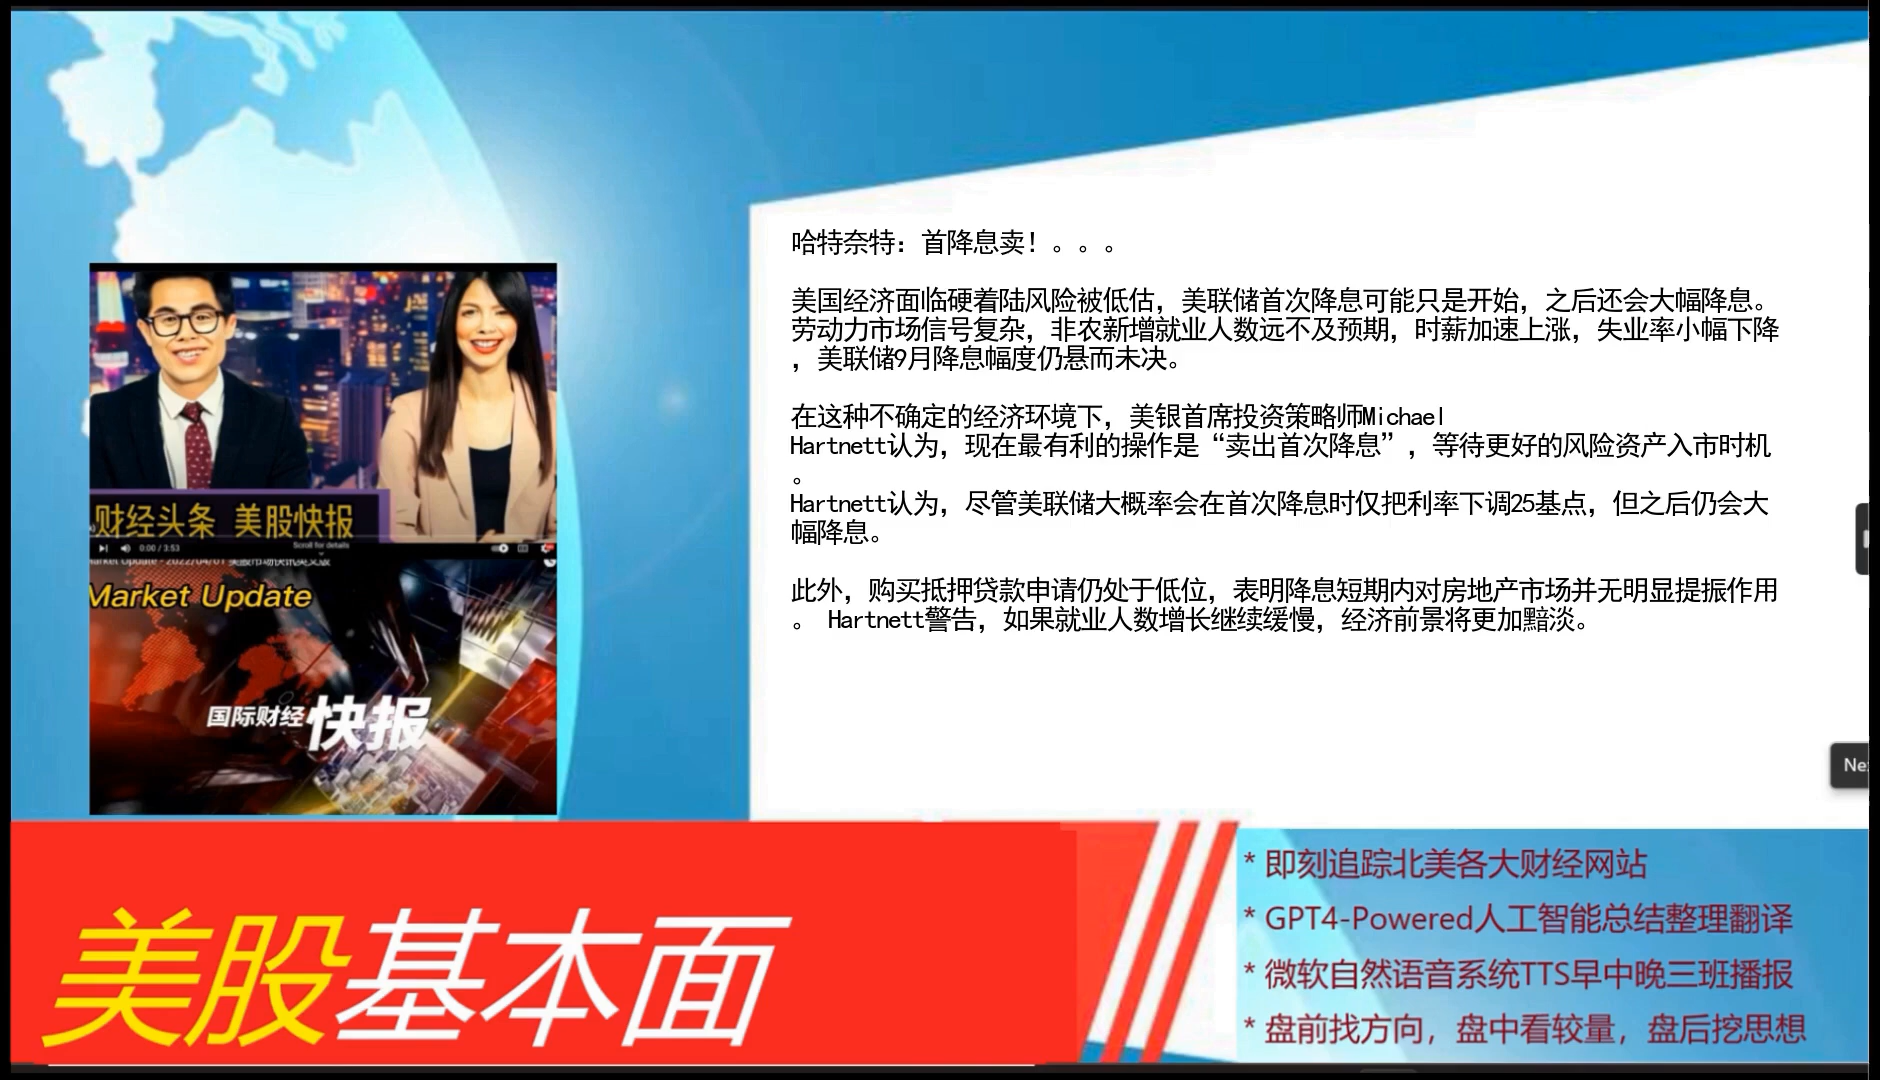 哈特奈特：首降息卖！。。。
美国经济面临硬着陆风险被低估，美联储首次降息可能只是开始，之后还会大幅降息。
劳动力市场信号复杂，非农新增就业人数远不及预期，时薪加速上涨，失业率小幅下降
，美联储9月降息幅度仍悬而未决。
在这种不确定的经济环境下，美银首席投资策略师Michael
Hartnett认为，现在最有利的操作是“卖出首次降息”，等待更好的风险资产入市时机
。
Hartnett认为，尽管美联储大概率会在首次降息时仅把利率下调25基点，但之后仍会大
幅降息。
此外，购买抵押贷款申请仍处于低位，表明降息短期内对房地产市场并无明显提振作用
。 Hartnett警告，如果就业人数增长继续缓慢，经济前景将更加黯淡。
财经头条 美股快报
0:00 / 3:53
Scroll for details
Market Update
国际财经快报
美股基本面
* 即刻追踪北美各大财经网站
* GPT4-Powered人工智能总结整理翻译
* 微软自然语音系统TTS早中晚三班播报
* 盘前找方向，盘中看较量，盘后挖思想